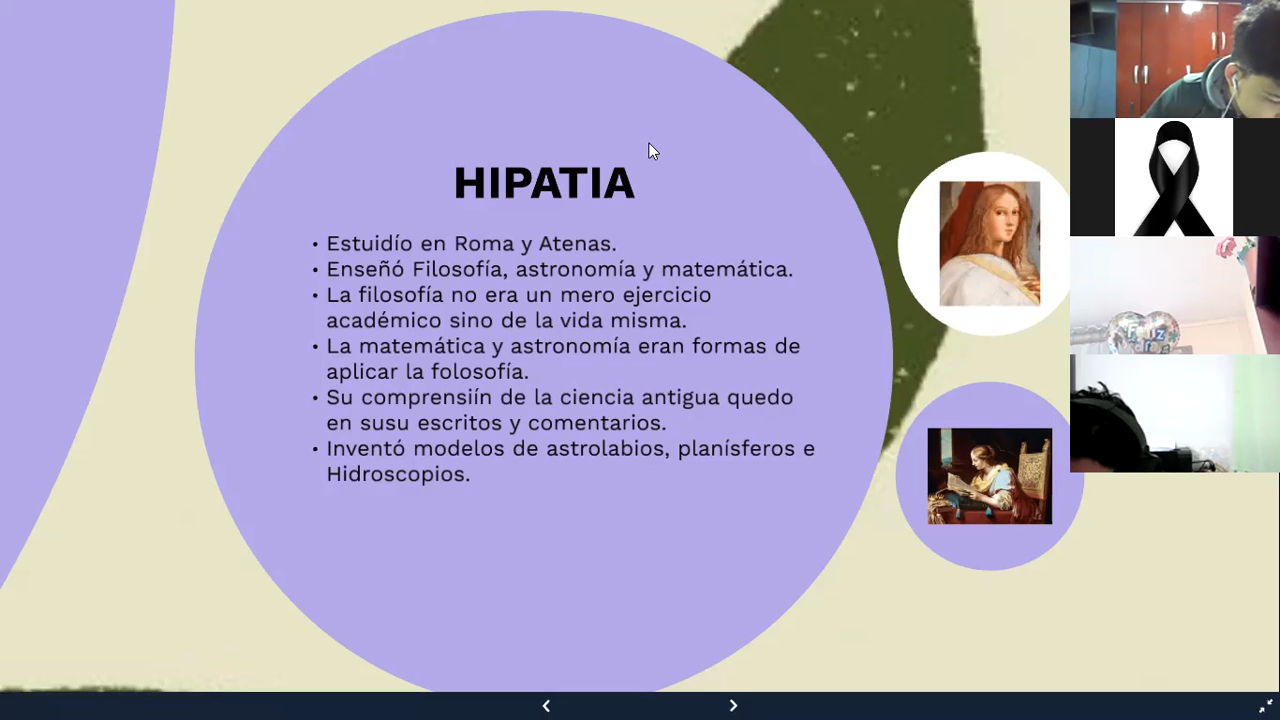 HIPATIA
• Estuidío en Roma y Atenas.
• Enseñó Filosofía, astronomía y matemática.
• La filosofía no era un mero ejercicio
académico sino de la vida misma.
• La matemática y astronomía eran formas de
aplicar la folosofía.
• Su comprensiín de la ciencia antigua quedo
en susu escritos y comentarios.
• Inventó modelos de astrolabios, planísferos e
Hidroscopios.
Feliz